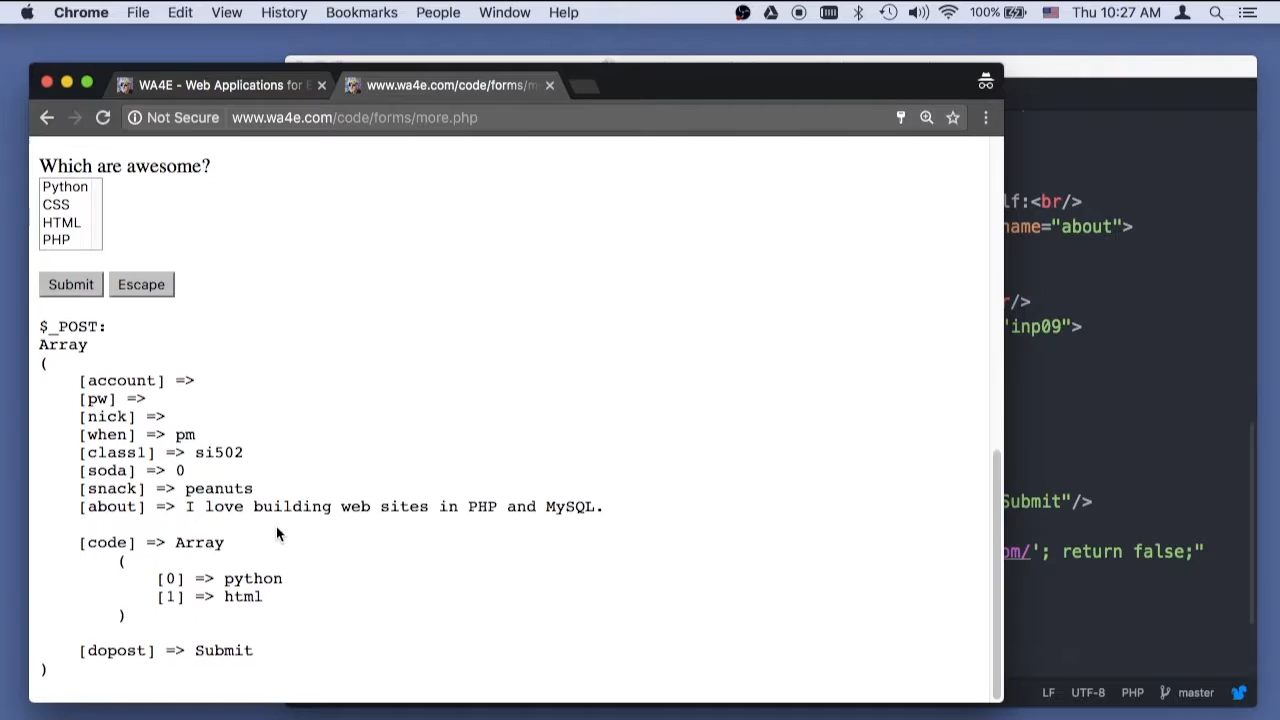 Chrome File Edit View History Bookmarks People Window Help 100% Thu 10:27 AM
WA4E - Web Applications for E www.wa4e.com/code/forms/m
Not Secure www.wa4e.com/code/forms/more.php
Which are awesome?
Python
CSS
HTML
PHP
Submit Escape
$_POST:
Array
(
[account] =>
[pw] =>
[nick] =>
[when] => pm
[class1] => si502
[soda] => 0
[snack] => peanuts
[about] => I love building web sites in PHP and MySQL.
[code] => Array
(
[0] => python
[1] => html
)
[dopost] => Submit
)
lf:<br/>
name="about">
r/>
'inp09">
Submit"/>
om/'; return false;"
LF UTF-8 PHP master